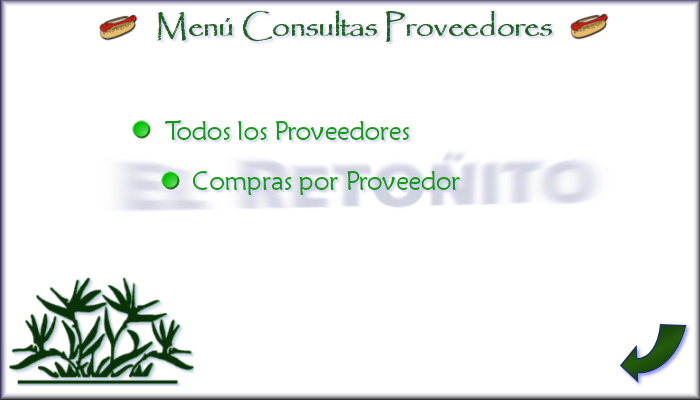 Menú Consultas Proveedores
Todos los Proveedores
EL RETOÑITO
Compras por Proveedor